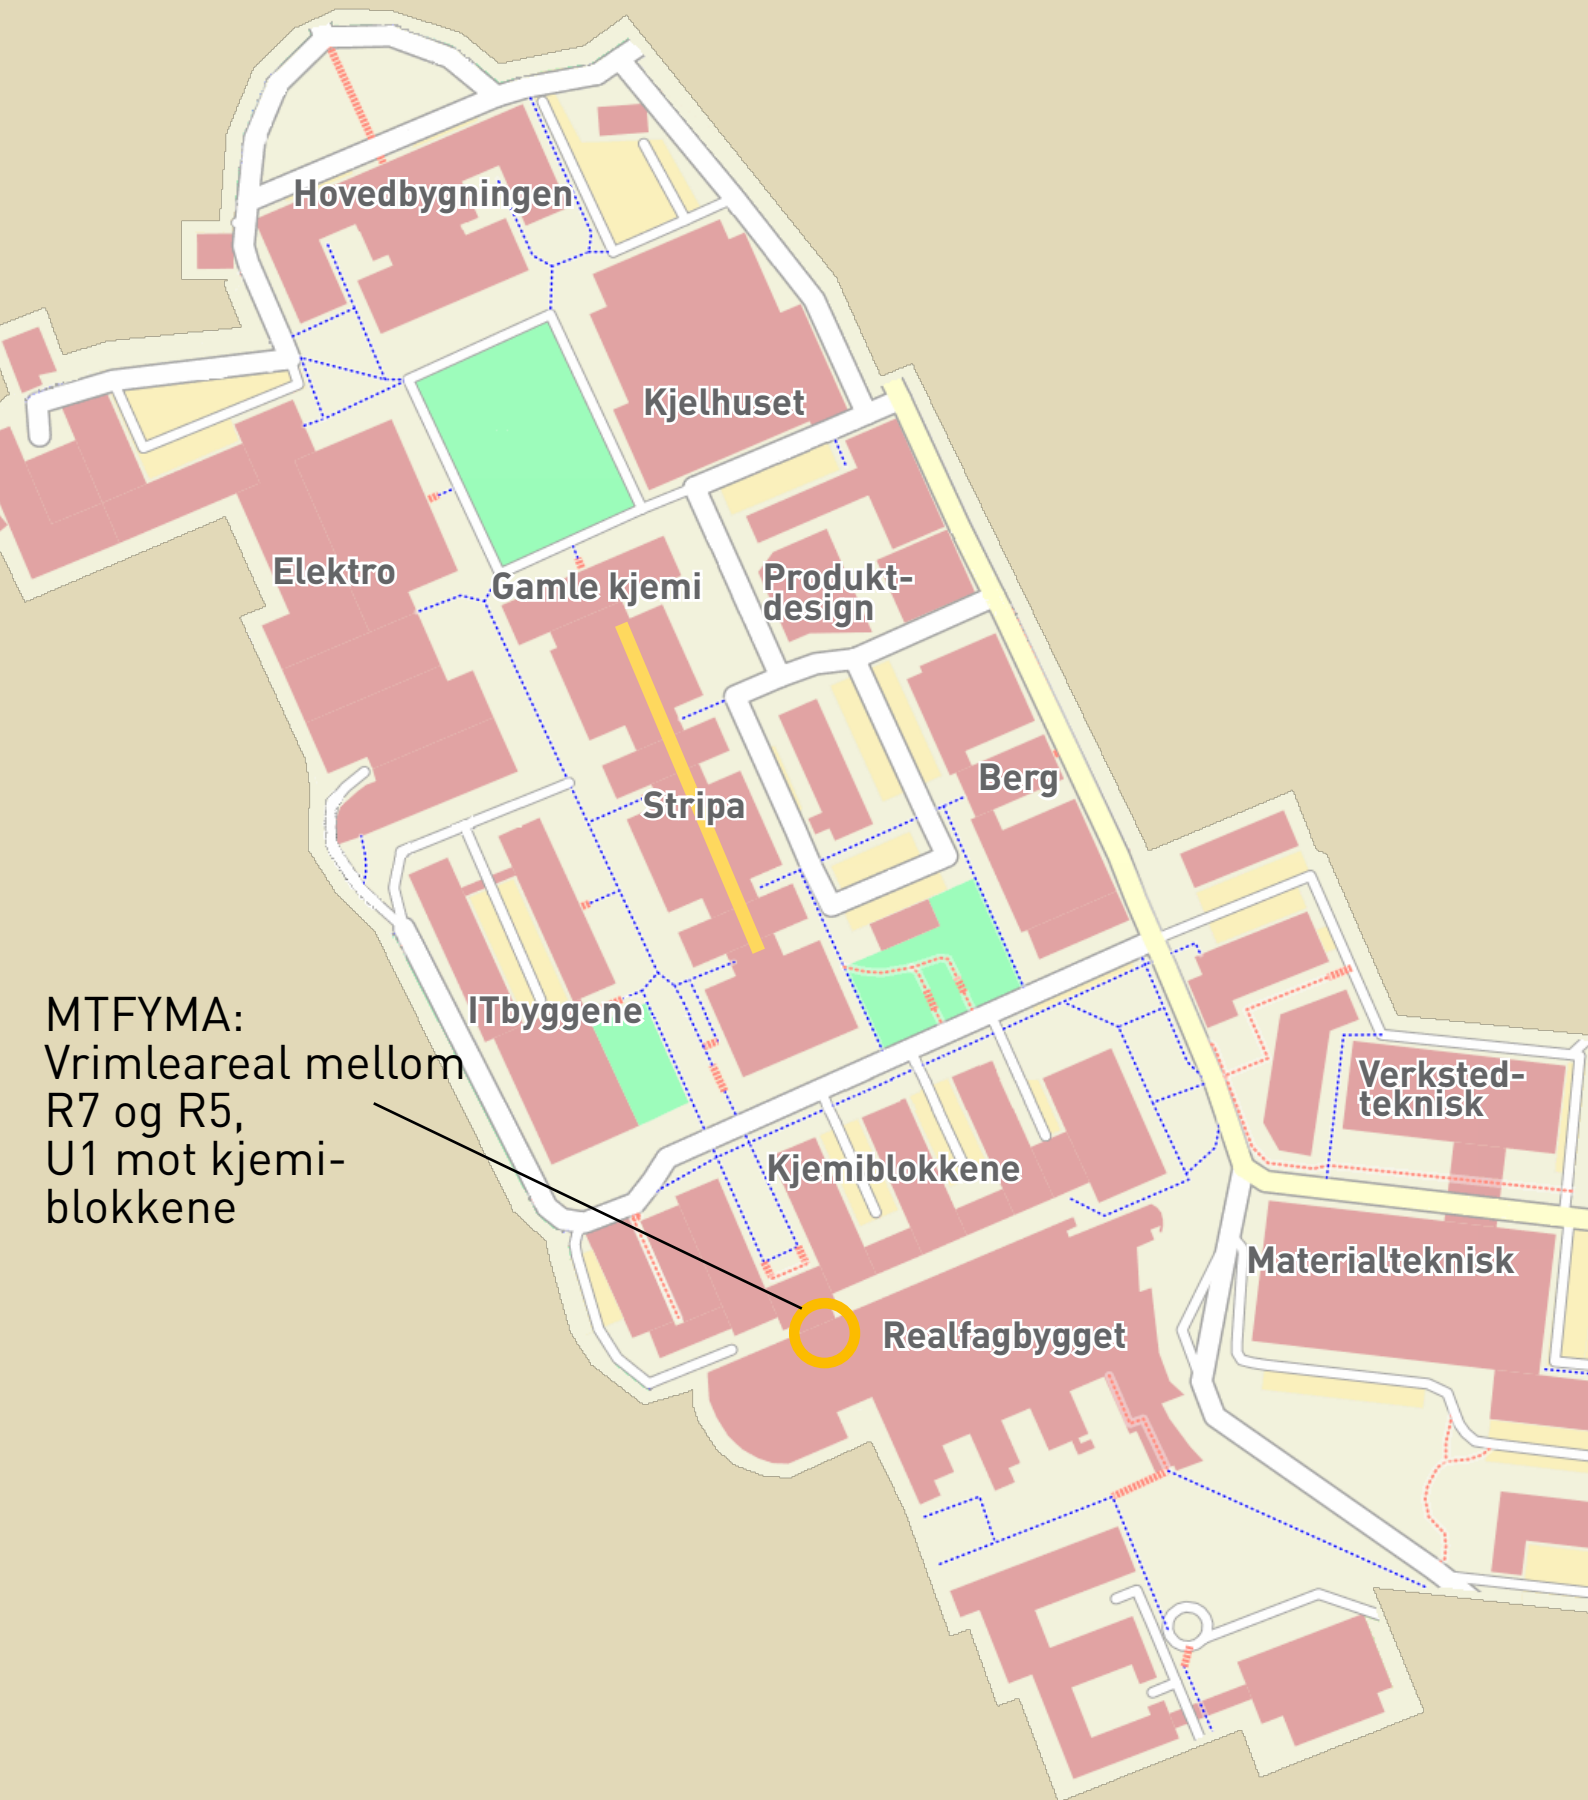 Hovedbygningen
Kjelhuset
Elektro
Gamle kjemi
Produkt-
design
Stripa
Berg
ITbyggene
MTFYMA:
Vrimleareal mellom
R7 og R5,
U1 mot kjemi-
blokkene
Verksted-
teknisk
Kjemiblokkene
Materialteknisk
Realfagbygget